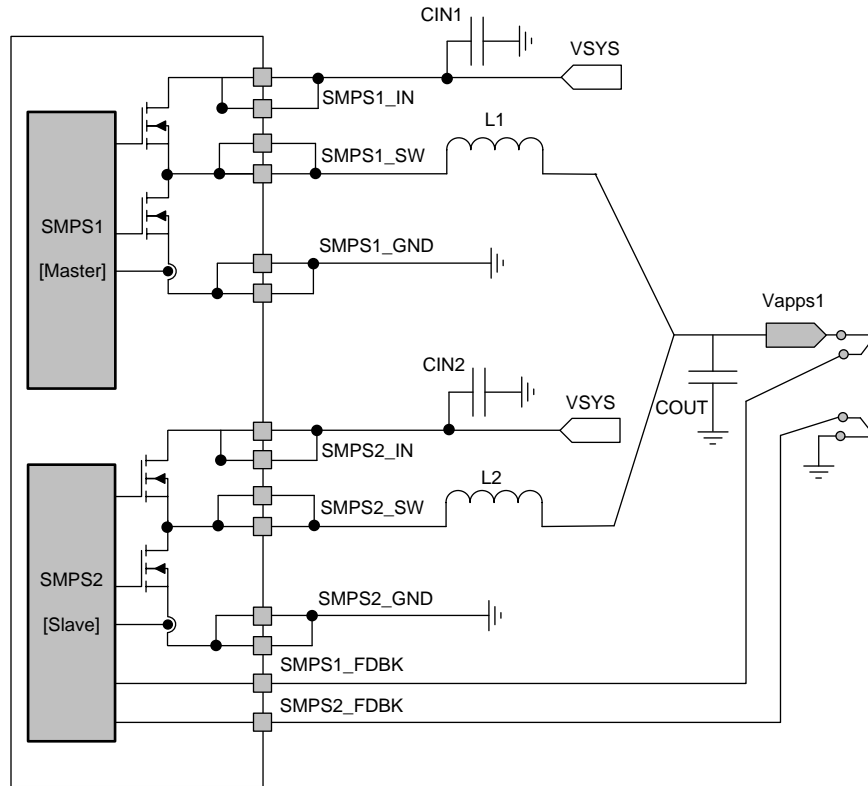 CIN1
VSYS
SMPS1_IN
L1
SMPS1_SW
SMPS1
[Master]
SMPS1_GND
Vapps1
CIN2
VSYS
COUT
SMPS2_IN
L2
SMPS2_SW
SMPS2
[Slave]
SMPS2_GND
SMPS1_FDBK
SMPS2_FDBK